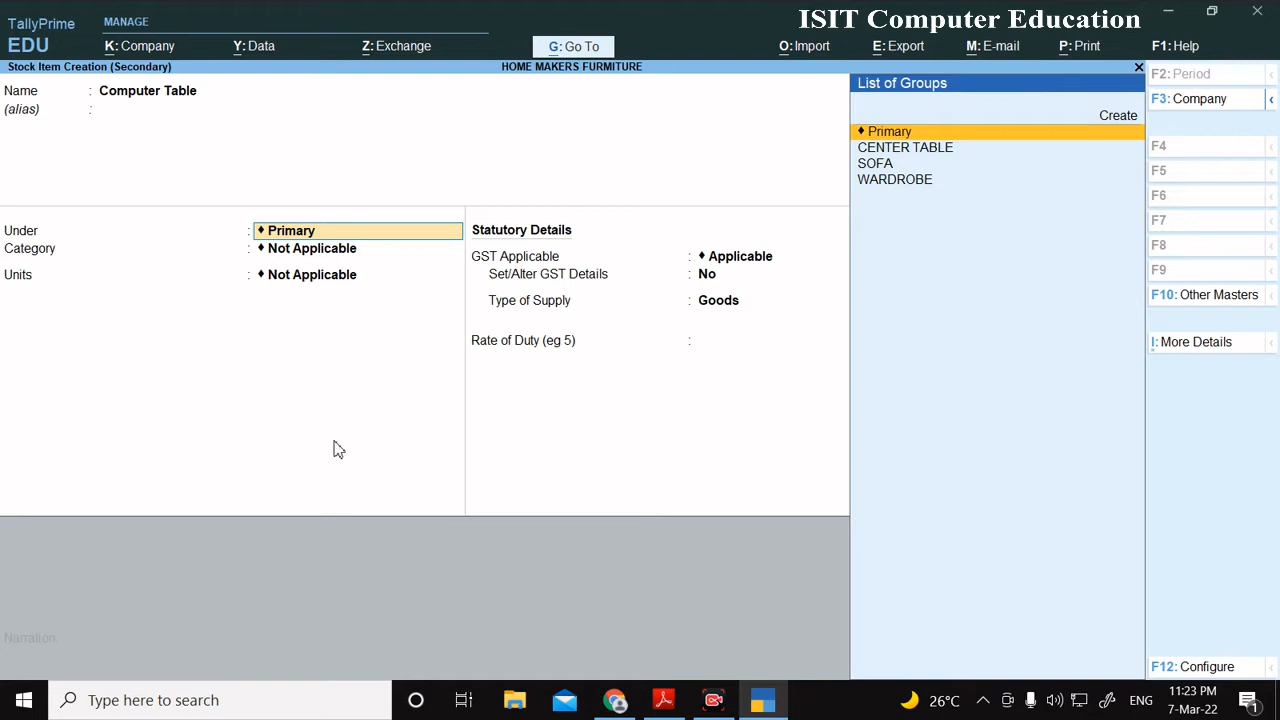 ISIT Computer Education
TallyPrime
EDU
MANAGE
K: Company
Y: Data
Z: Exchange
G: Go To
O: Import
E: Export
M: E-mail
P: Print
F1: Help
Stock Item Creation (Secondary)
HOME MAKERS FURMITURE
Name : Computer Table
(alias) :
Under : ♦ Primary
Category : ♦ Not Applicable
Units : ♦ Not Applicable
Statutory Details
GST Applicable : ♦ Applicable
Set/Alter GST Details : No
Type of Supply : Goods
Rate of Duty (eg 5) :
Narration:
List of Groups
Create
♦ Primary
CENTER TABLE
SOFA
WARDROBE
F2: Period
F3: Company
F4
F5
F6
F7
F8
F9
F10: Other Masters
I: More Details
F12: Configure
Type here to search
26°C
ENG
11:23 PM
7-Mar-22
1